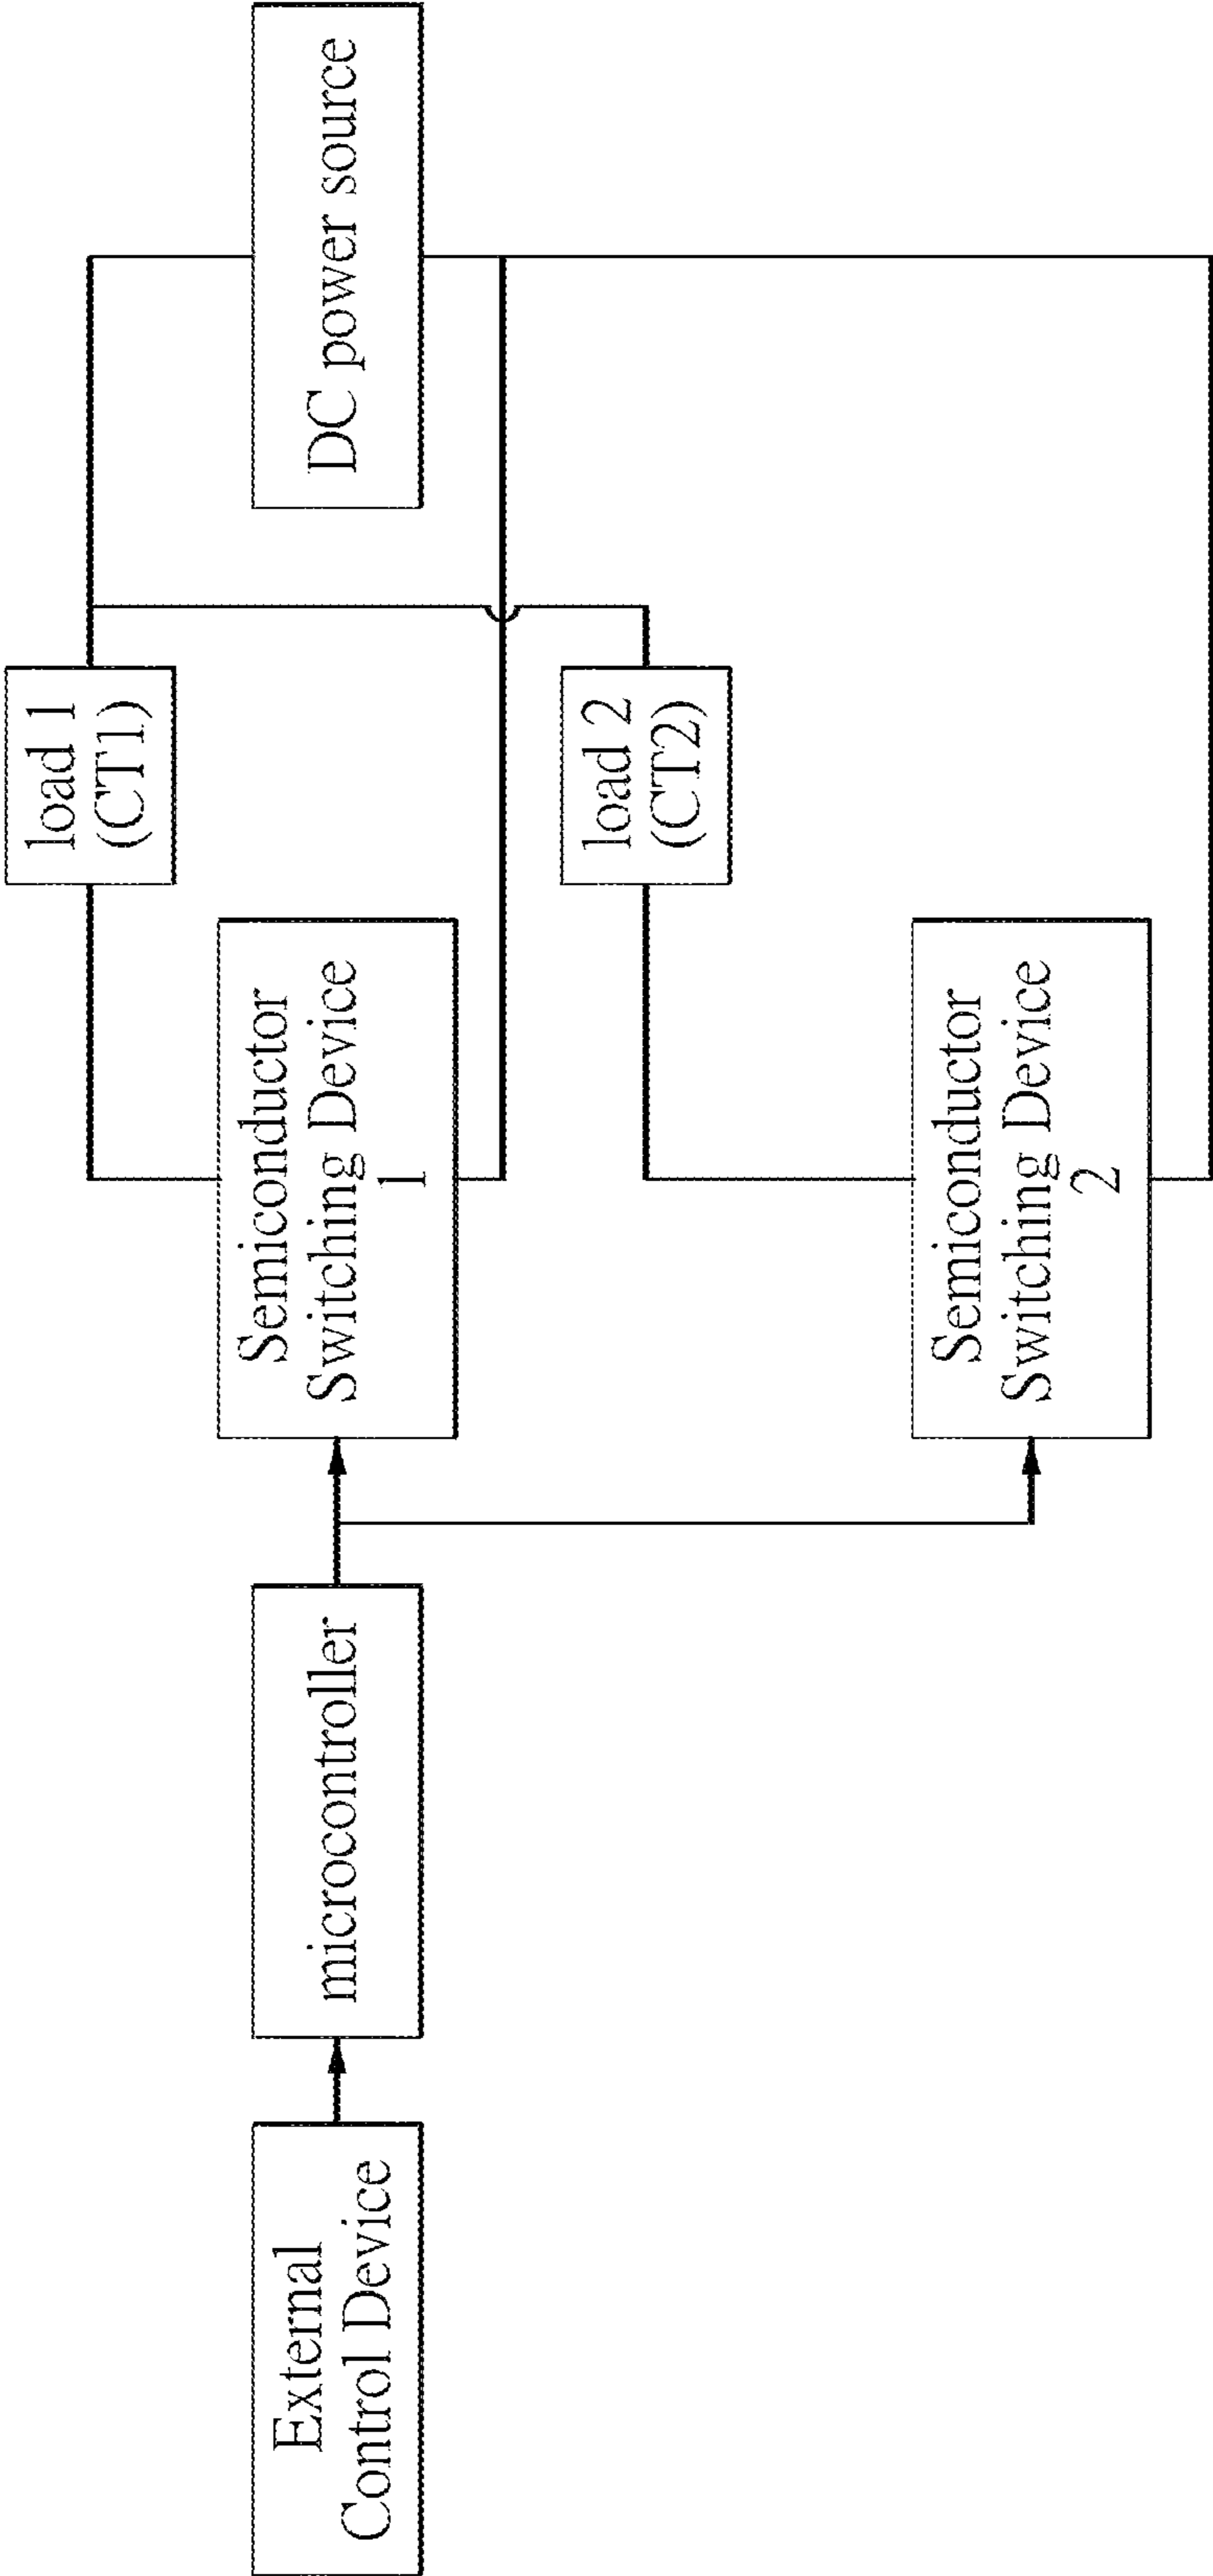 External
Control Device
microcontroller
Semiconductor
Switching Device
1
load 1
(CT1)
DC power source
load 2
(CT2)
Semiconductor
Switching Device
2